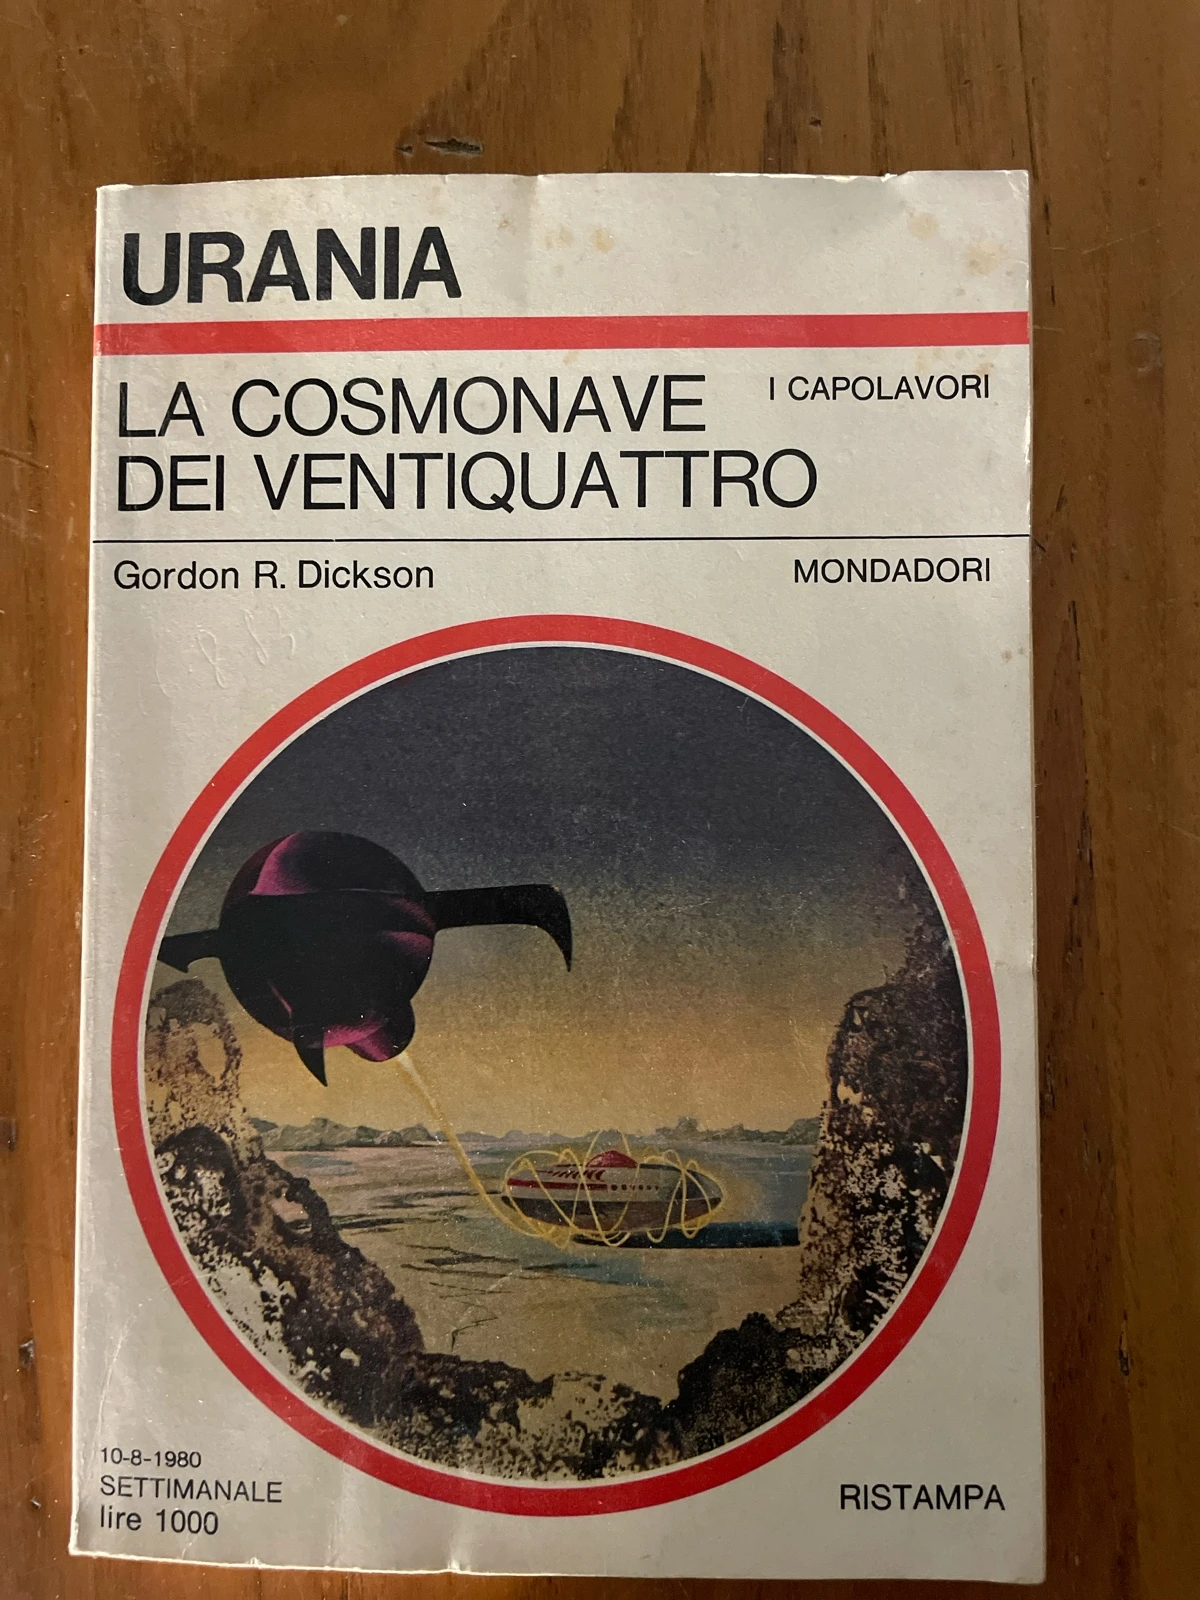 URANIA
LA COSMONAVE
I CAPOLAVORI
DEI VENTIQUATTRO
Gordon R. Dickson
MONDADORI
10-8-1980
SETTIMANALE
lire 1000
RISTAMPA